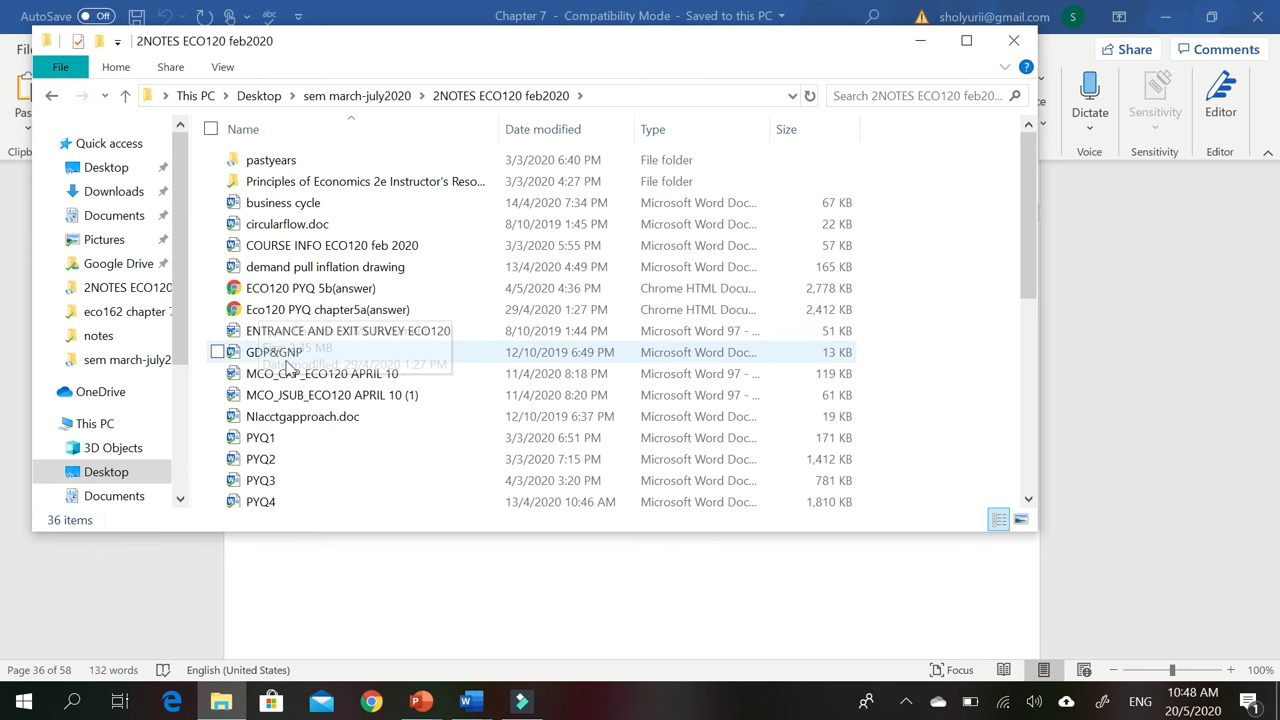 AutoSave Off Chapter 7 - Compatibility Mode - Saved to this PC sholyurii@gmail.com S
2NOTES ECO120 feb2020
File Home Share View
Share Comments
This PC > Desktop > sem march-july2020 > 2NOTES ECO120 feb2020 >
Search 2NOTES ECO120 feb20...
Dictate Sensitivity Editor
Voice Sensitivity Editor
Name Date modified Type Size
Quick access
Desktop
Downloads
Documents
Pictures
Google Drive
2NOTES ECO120
eco162 chapter 7
notes
sem march-july2
OneDrive
This PC
3D Objects
Desktop
Documents
pastyears 3/3/2020 6:40 PM File folder
Principles of Economics 2e Instructor's Reso... 3/3/2020 4:27 PM File folder
business cycle 14/4/2020 7:34 PM Microsoft Word Doc... 67 KB
circularflow.doc 8/10/2019 1:45 PM Microsoft Word Doc... 22 KB
COURSE INFO ECO120 feb 2020 3/3/2020 5:55 PM Microsoft Word Doc... 57 KB
demand pull inflation drawing 13/4/2020 4:49 PM Microsoft Word Doc... 165 KB
ECO120 PYQ 5b(answer) 4/5/2020 4:36 PM Chrome HTML Docu... 2,778 KB
Eco120 PYQ chapter5a(answer) 29/4/2020 1:27 PM Chrome HTML Docu... 2,412 KB
ENTRANCE AND EXIT SURVEY ECO120 8/10/2019 1:44 PM Microsoft Word 97 - ... 51 KB
GDP&GNP 12/10/2019 6:49 PM Microsoft Word Doc... 13 KB
Date modified: 29/4/2020 1:27 PM
MCO_CAP_ECO120 APRIL 10 11/4/2020 8:18 PM Microsoft Word 97 - ... 119 KB
MCO_JSUB_ECO120 APRIL 10 (1) 11/4/2020 8:20 PM Microsoft Word 97 - ... 61 KB
NIacctgapproach.doc 12/10/2019 6:37 PM Microsoft Word Doc... 19 KB
PYQ1 3/3/2020 6:51 PM Microsoft Word Doc... 171 KB
PYQ2 3/3/2020 7:15 PM Microsoft Word Doc... 1,412 KB
PYQ3 4/3/2020 3:20 PM Microsoft Word Doc... 781 KB
PYQ4 13/4/2020 10:46 AM Microsoft Word Doc... 1,810 KB
36 items
Page 36 of 58 132 words English (United States) Focus 100%
ENG 10:48 AM
20/5/2020